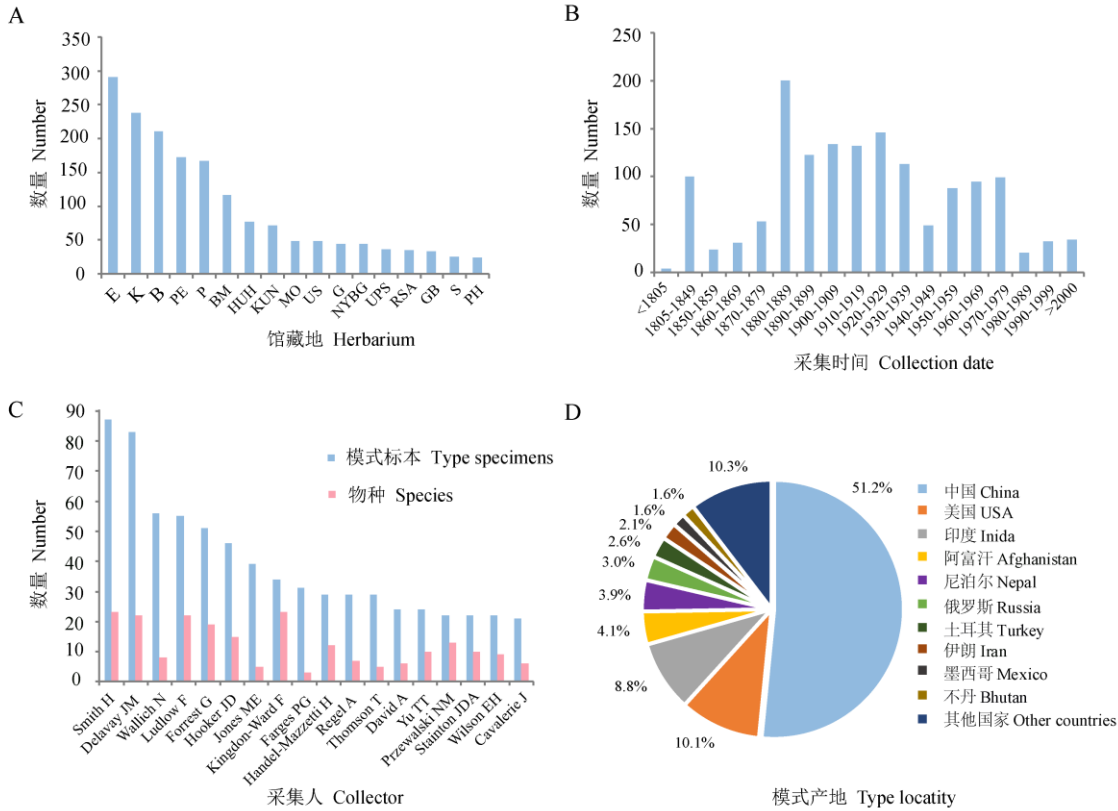 A
350
300
250
200
150
100
50
0
数量 Number
E K B PE P BM HUH KUN MO US G NYBG UPS RSA GB S PH
馆藏地 Herbarium
B
250
200
150
100
50
0
数量 Number
<1805 1805-1849 1850-1859 1860-1869 1870-1879 1880-1889 1890-1899 1900-1909 1910-1919 1920-1929 1930-1939 1940-1949 1950-1959 1960-1969 1970-1979 1980-1989 1990-1999 >2000
采集时间 Collection date
C
90
80
70
60
50
40
30
20
10
0
数量 Number
模式标本 Type specimens
物种 Species
Smith H
Delavay JM
Wallich N
Ludlow F
Forrest G
Hooker JD
Jones ME
Kingdon-Ward F
Farges PG
Handel-Mazzetti H
Regel A
Thomson T
David A
Yu TT
Przewalski NM
Stainton JDA
Wilson EH
Cavalerie J
采集人 Collector
D
51.2%
10.1%
8.8%
4.1%
3.9%
3.0%
2.6%
2.1%
1.6%
1.6%
10.3%
中国 China
美国 USA
印度 Inida
阿富汗 Afghanistan
尼泊尔 Nepal
俄罗斯 Russia
土耳其 Turkey
伊朗 Iran
墨西哥 Mexico
不丹 Bhutan
其他国家 Other countries
模式产地 Type locatity